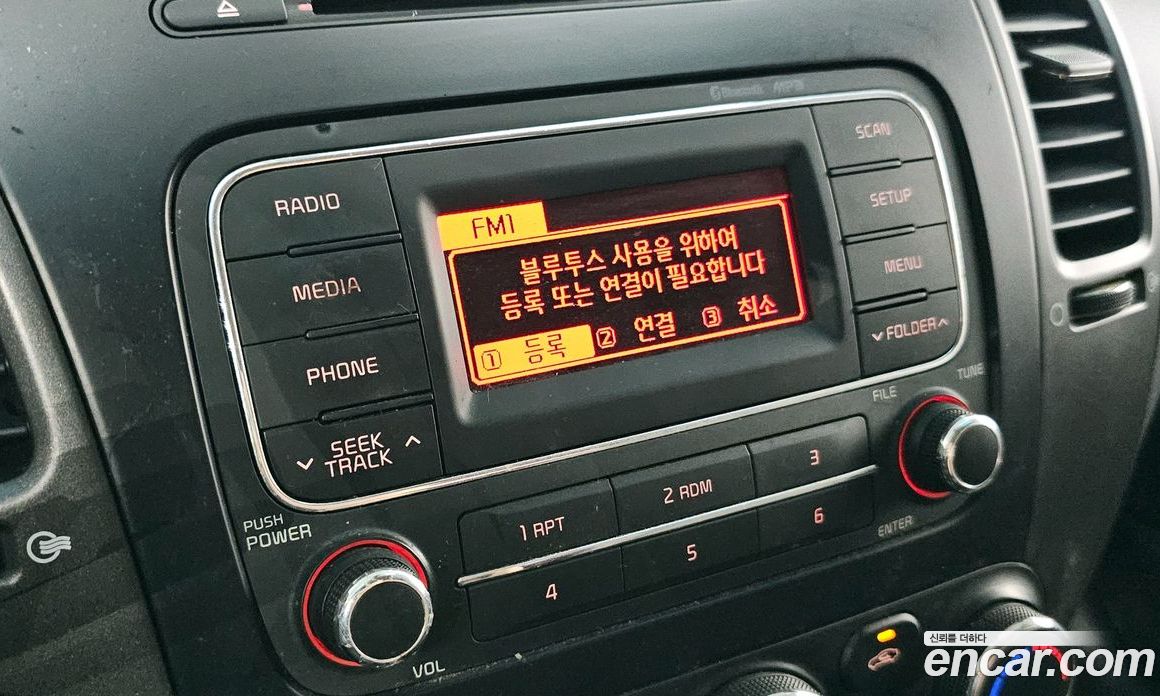 Bluetooth MP3
SCAN
RADIO
SETUP
FM1
블루투스 사용을 위하여
등록 또는 연결이 필요합니다
1 등록 2 연결 3 취소
MEDIA
MENU
PHONE
FOLDER
SEEK
TRACK
TUNE
FILE
1 RPT
2 RDM
3
PUSH
POWER
4
5
6
ENTER
VOL
신뢰를 더하다
encar.com